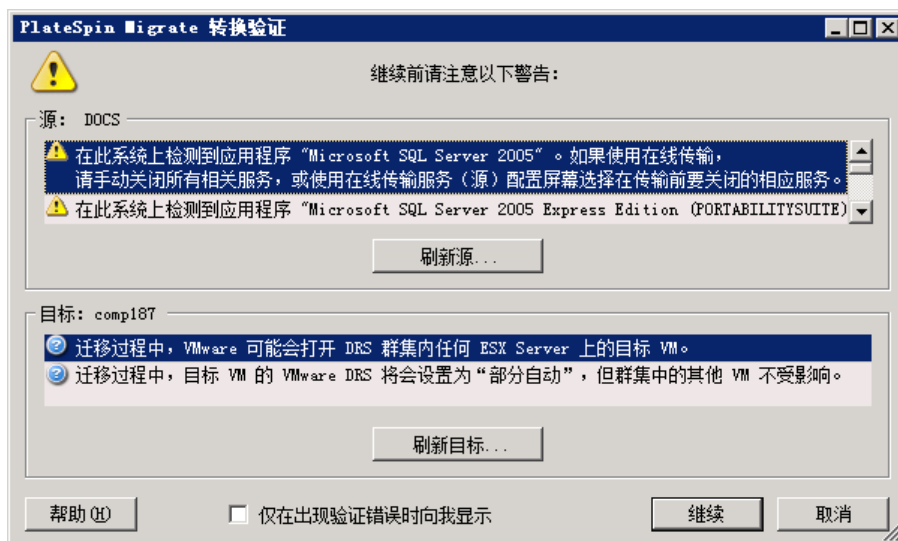 PlateSpin Migrate 转换验证
继续前请注意以下警告：
源： DOCS
在此系统上检测到应用程序 "Microsoft SQL Server 2005" 。如果使用在线传输，
请手动关闭所有相关服务，或使用在线传输服务（源）配置屏幕选择在传输前要关闭的相应服务。
在此系统上检测到应用程序 "Microsoft SQL Server 2005 Express Edition (PORTABILITYSUITE)
刷新源...
目标：comp187
迁移过程中，VMware 可能会打开 DRS 群集内任何 ESX Server 上的目标 VM。
迁移过程中，目标 VM 的 VMware DRS 将会设置为“部分自动”，但群集中的其他 VM 不受影响。
刷新目标...
帮助(H)
仅在出现验证错误时向我显示
继续
取消